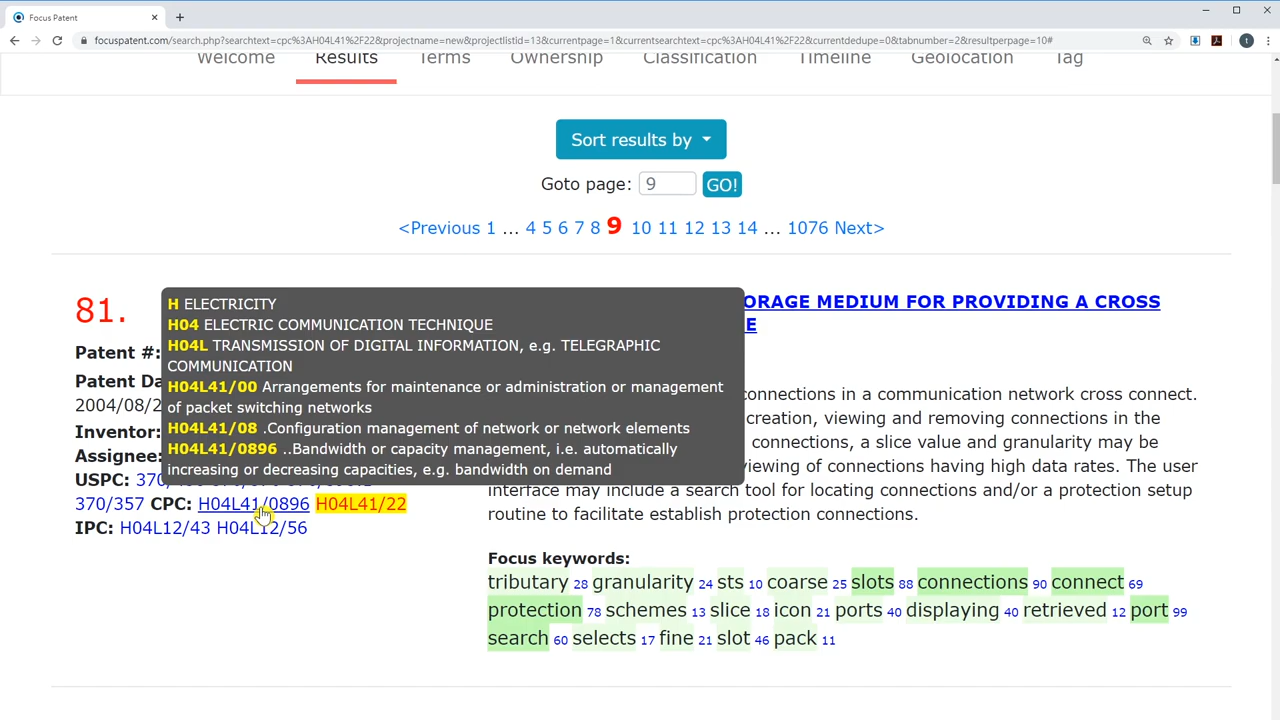 Focus Patent
focuspatent.com/search.php?searchtext=cpc%3AH04L41%2F22&projectname=new&projectlistid=13&currentpage=1&currentsearchtext=cpc%3AH04L41%2F22&currentdedupe=0&tabnumber=2&resultperpage=10#
Welcome Results Terms Ownership Classification Timeline Geolocation Tag
Sort results by
Goto page: 9 GO!
<Previous 1 ... 4 5 6 7 8 9 10 11 12 13 14 ... 1076 Next>
81.
H ELECTRICITY
H04 ELECTRIC COMMUNICATION TECHNIQUE
H04L TRANSMISSION OF DIGITAL INFORMATION, e.g. TELEGRAPHIC
COMMUNICATION
H04L41/00 Arrangements for maintenance or administration or management
of packet switching networks
H04L41/08 .Configuration management of network or network elements
H04L41/0896 ..Bandwidth or capacity management, i.e. automatically
increasing or decreasing capacities, e.g. bandwidth on demand
Patent #:
Patent Da
2004/08/2
Inventor:
Assignee:
USPC: 370/
370/357 CPC: H04L41/0896 H04L41/22
IPC: H04L12/43 H04L12/56
ORAGE MEDIUM FOR PROVIDING A CROSS
E
connections in a communication network cross connect.
creation, viewing and removing connections in the
connections, a slice value and granularity may be
viewing of connections having high data rates. The user
interface may include a search tool for locating connections and/or a protection setup
routine to facilitate establish protection connections.
Focus keywords:
tributary 28 granularity 24 sts 10 coarse 25 slots 88 connections 90 connect 69
protection 78 schemes 13 slice 18 icon 21 ports 40 displaying 40 retrieved 12 port 99
search 60 selects 17 fine 21 slot 46 pack 11